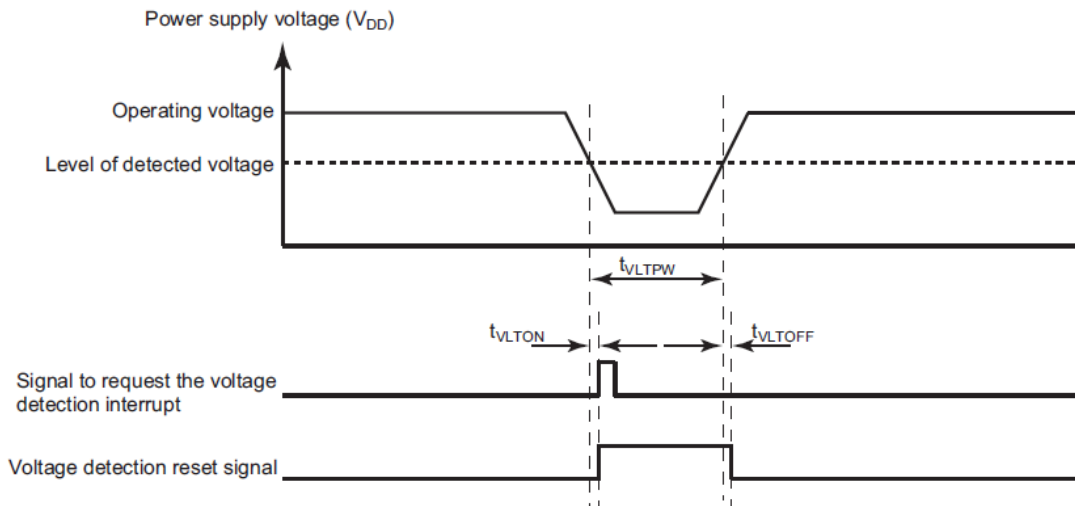 Power supply voltage (VDD)
Operating voltage
Level of detected voltage
tVLTPW
tVLTON
tVLTOFF
Signal to request the voltage
detection interrupt
Voltage detection reset signal